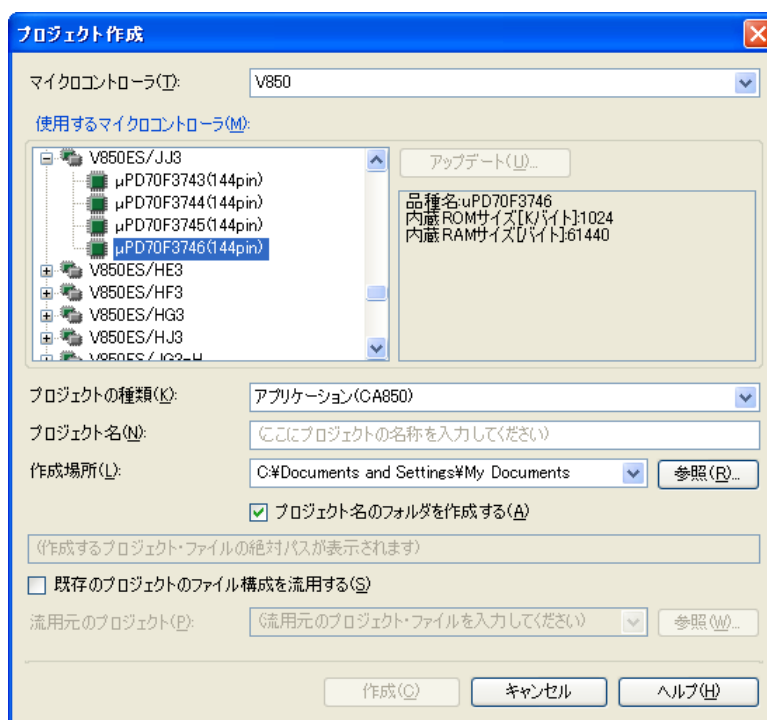 プロジェクト作成
マイクロコントローラ(T):
V850
使用するマイクロコントローラ(M):
V850ES/JJ3
μPD70F3743(144pin)
μPD70F3744(144pin)
μPD70F3745(144pin)
μPD70F3746(144pin)
V850ES/HE3
V850ES/HF3
V850ES/HG3
V850ES/HJ3
V850ES/JG3-H
アップデート(U)...
品種名:uPD70F3746
内蔵ROMサイズ[Kバイト]:1024
内蔵RAMサイズ[バイト]:61440
プロジェクトの種類(K):
アプリケーション(CA850)
プロジェクト名(N):
(ここにプロジェクトの名称を入力してください)
作成場所(L):
C:¥Documents and Settings¥My Documents
参照(R)...
プロジェクト名のフォルダを作成する(A)
(作成するプロジェクト・ファイルの絶対パスが表示されます)
既存のプロジェクトのファイル構成を流用する(S)
流用元のプロジェクト(P):
(流用元のプロジェクト・ファイルを入力してください)
参照(W)...
作成(C)
キャンセル
ヘルプ(H)